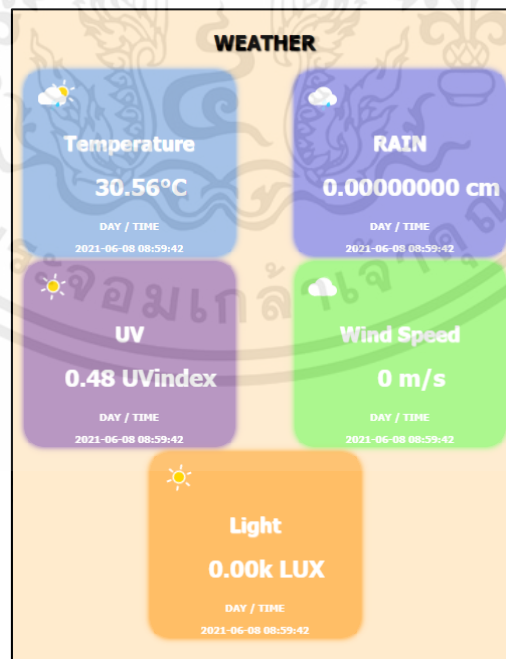 WEATHER
Temperature
30.56°C
DAY / TIME
2021-06-08 08:59:42
RAIN
0.00000000 cm
DAY / TIME
2021-06-08 08:59:42
UV
0.48 UVindex
DAY / TIME
2021-06-08 08:59:42
Wind Speed
0 m/s
DAY / TIME
2021-06-08 08:59:42
Light
0.00k LUX
DAY / TIME
2021-06-08 08:59:42